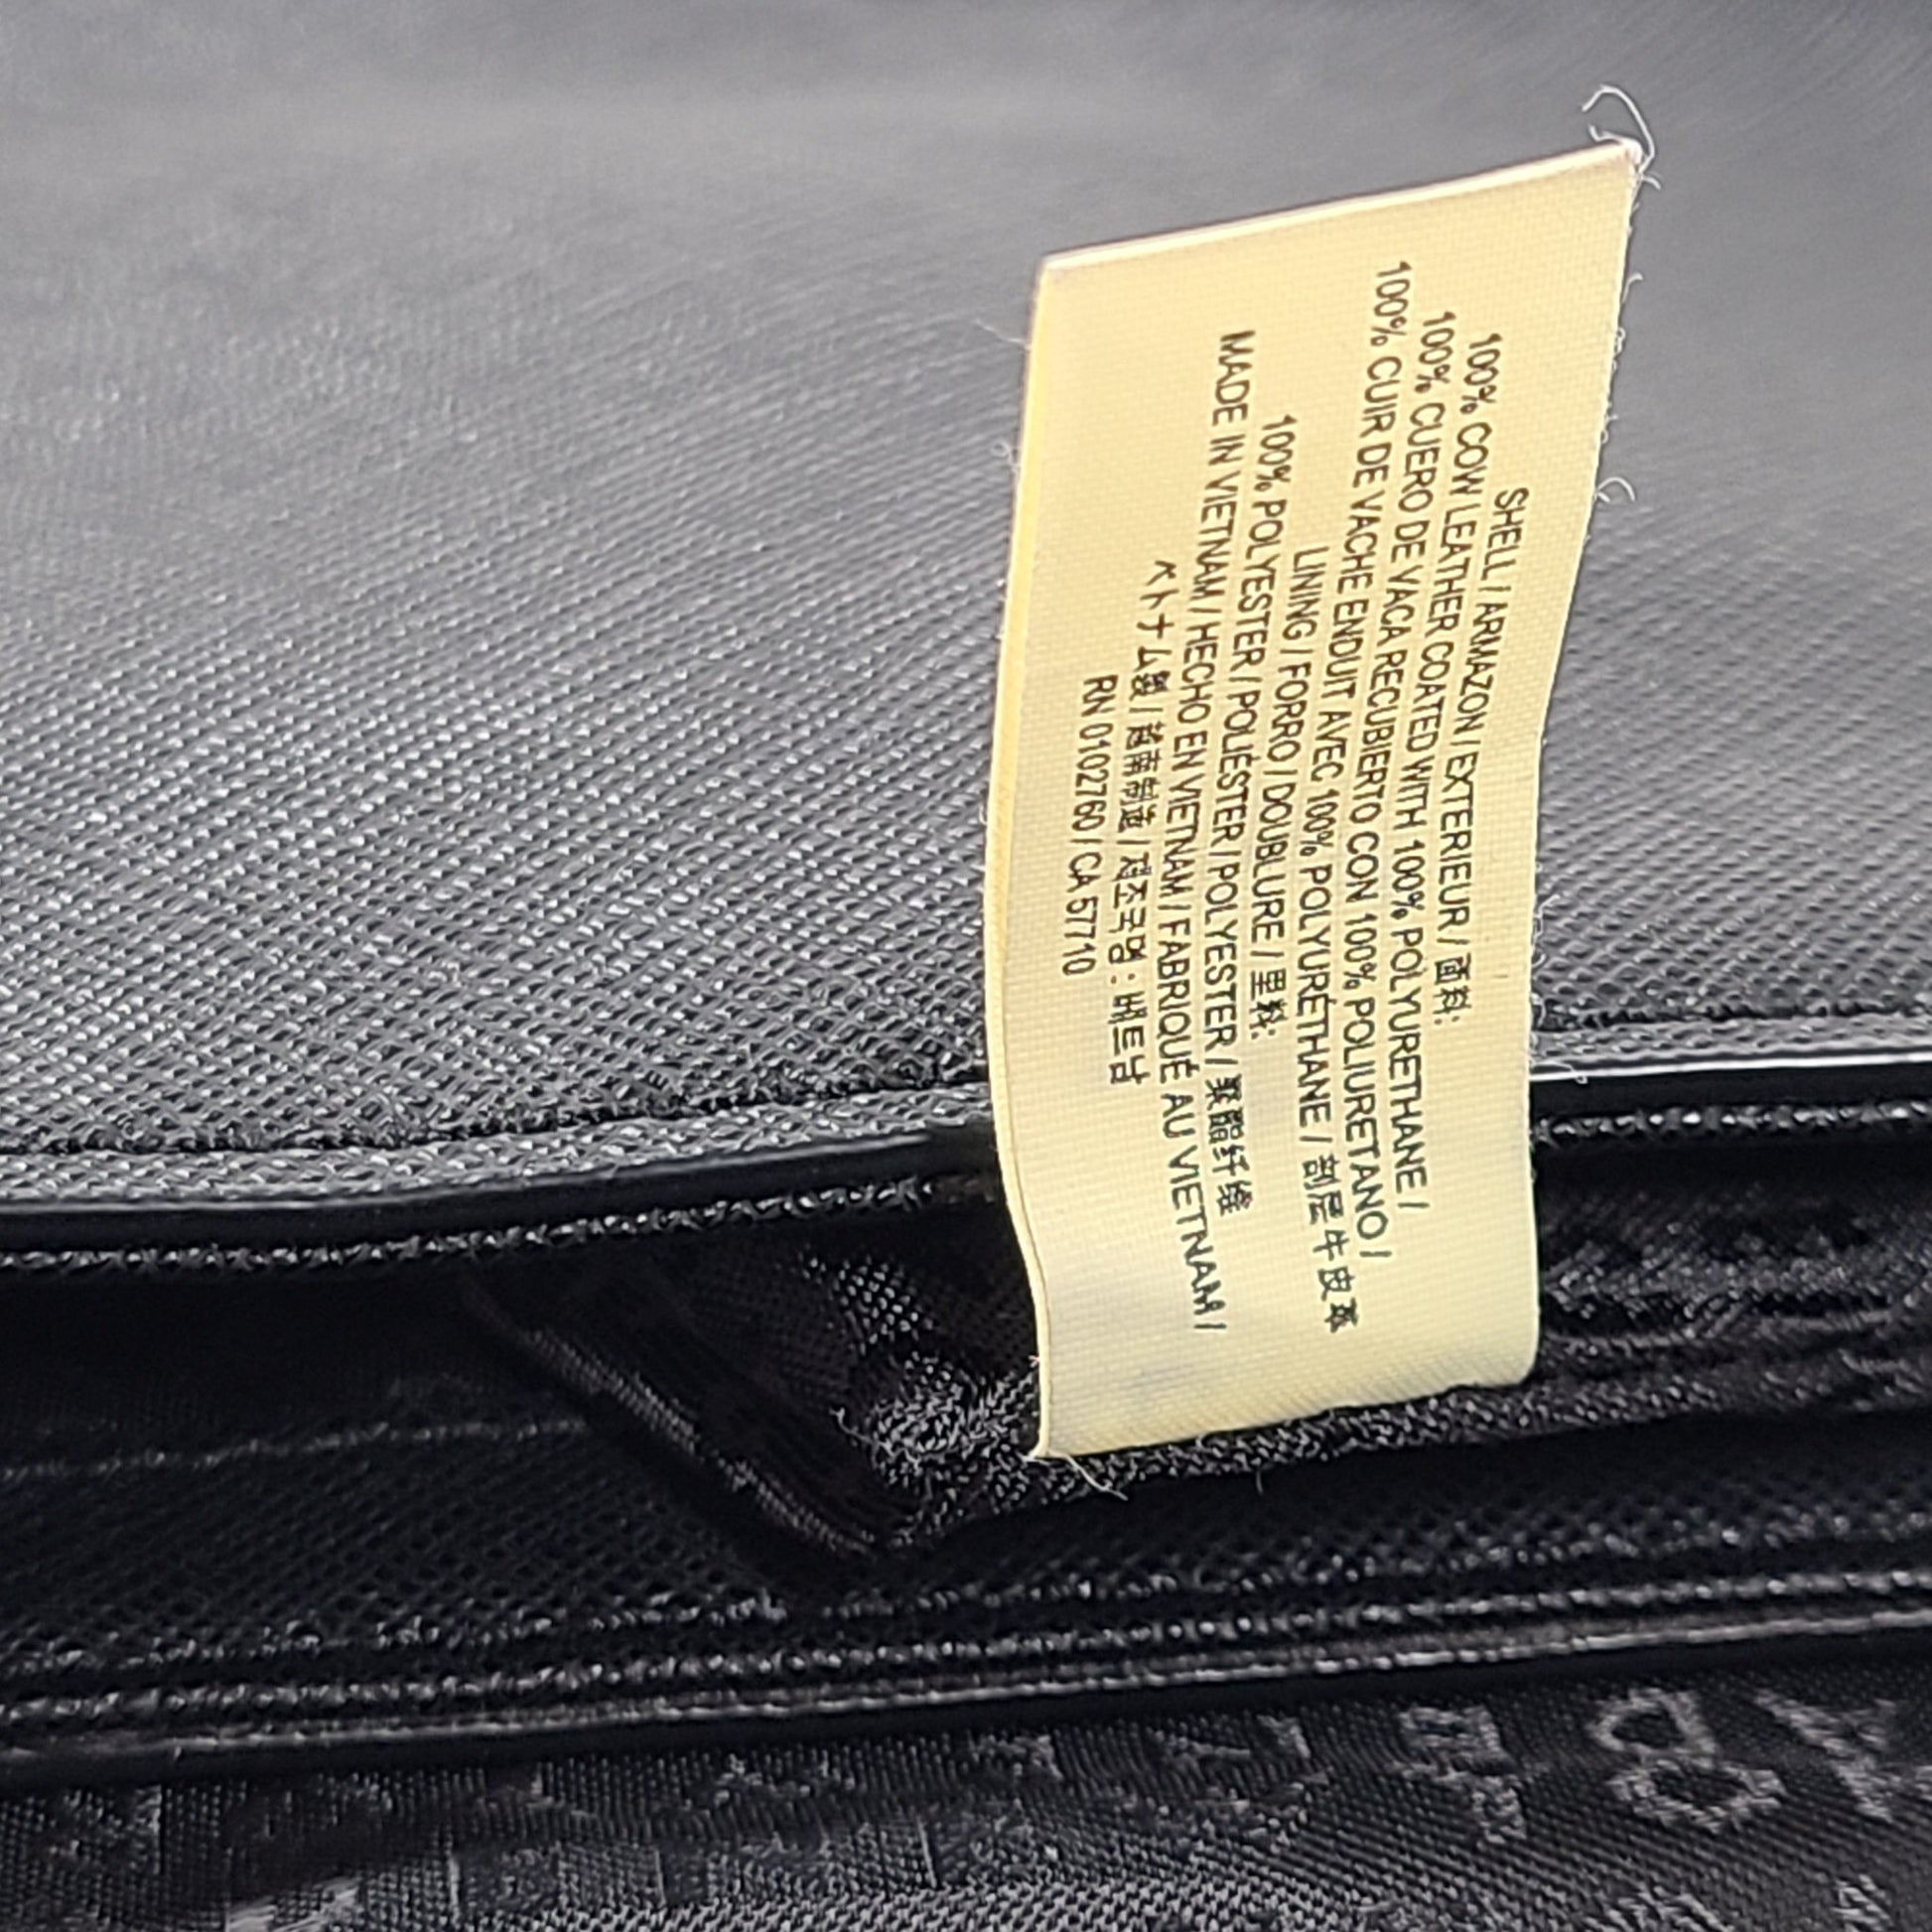 SHELL / ARMAZON / EXTERIEUR / 面料:
100% COW LEATHER COATED WITH 100% POLYURETHANE /
100% CUERO DE VACA RECUBIERTO CON 100% POLIURETANO /
100% CUIR DE VACHE ENDUIT AVEC 100% POLYURÉTHANE / 剖层牛皮革
LINING / FORRO / DOUBLURE / 里料:
100% POLYESTER / POLIÉSTER / POLYESTER / 聚酯纤维
MADE IN VIETNAM / HECHO EN VIETNAM / FABRIQUÉ AU VIETNAM /
ベトナム製 / 越南制造 / 제조국명 : 베트남
RN 0102760 / CA 57710